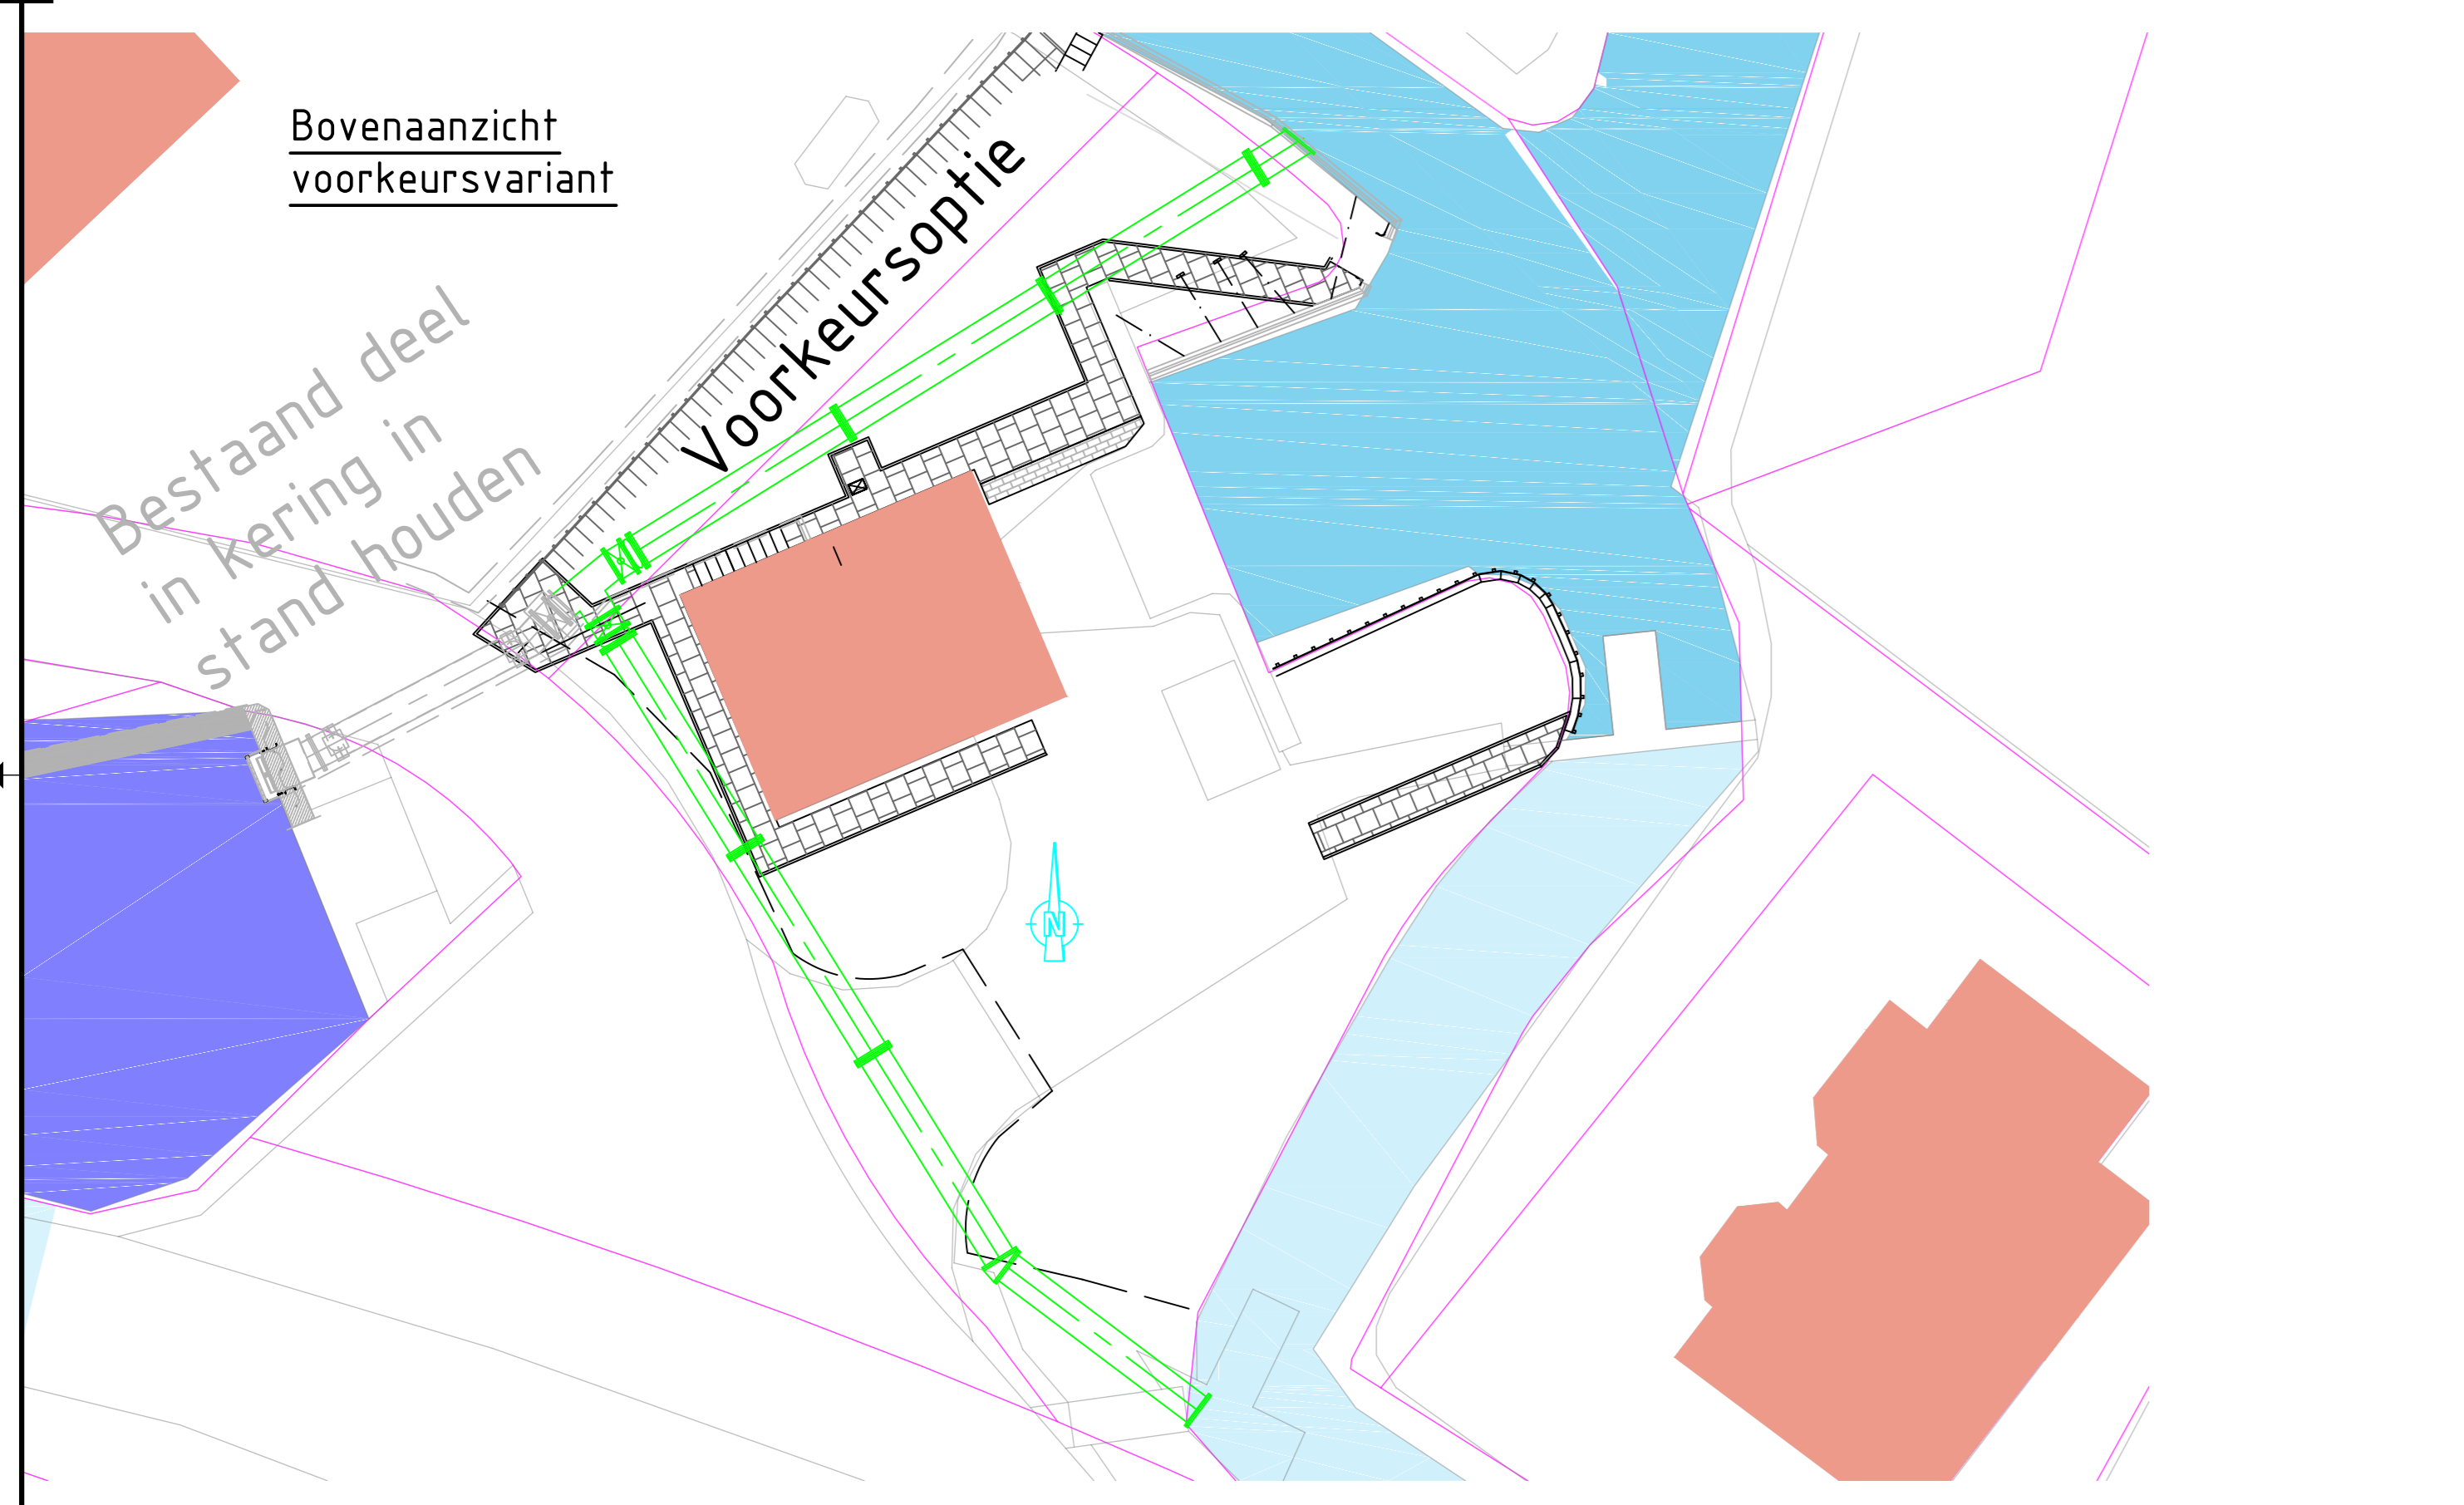 Bovenaanzicht
voorkeursvariant
Voorkeursoptie
Bestaand deel
in kering in
stand houden
N